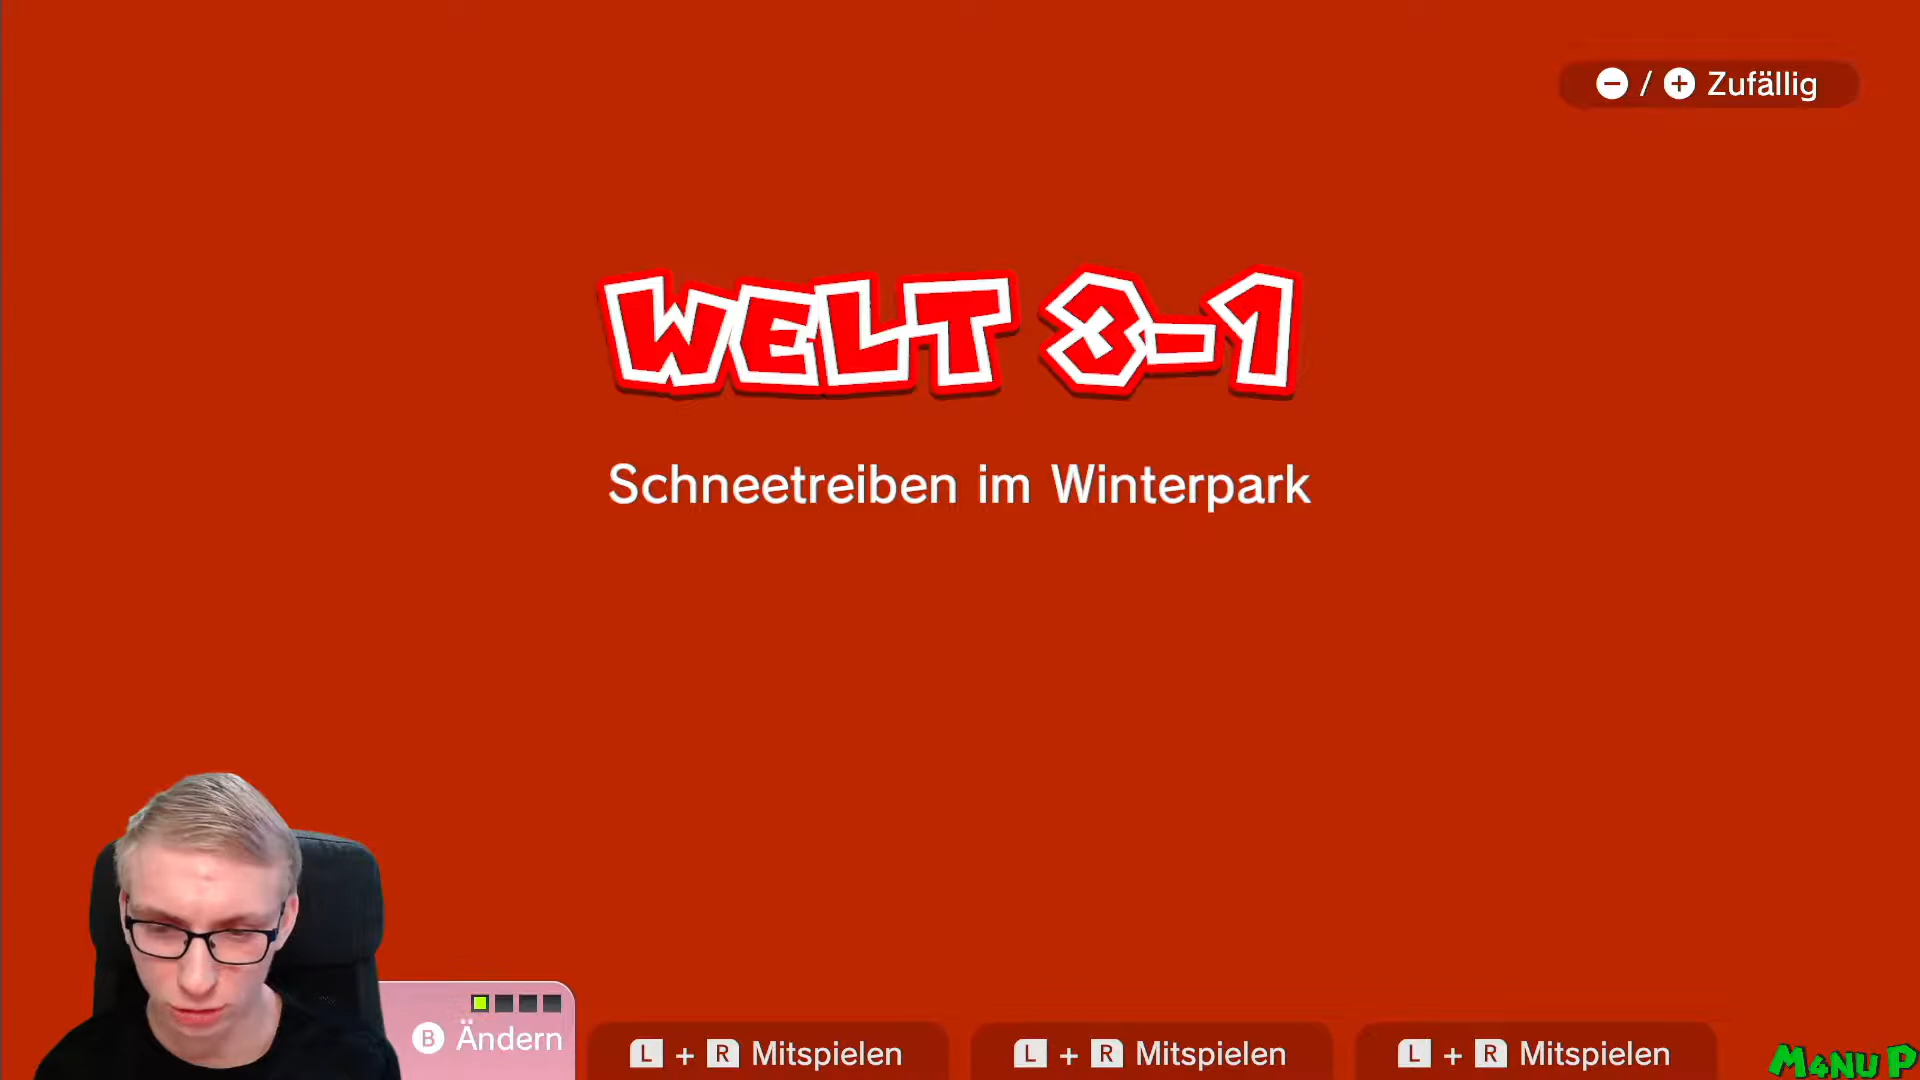 - / + Zufällig
WELT 3-1
Schneetreiben im Winterpark
B Ändern
L + R Mitspielen
L + R Mitspielen
L + R Mitspielen
M4NU P